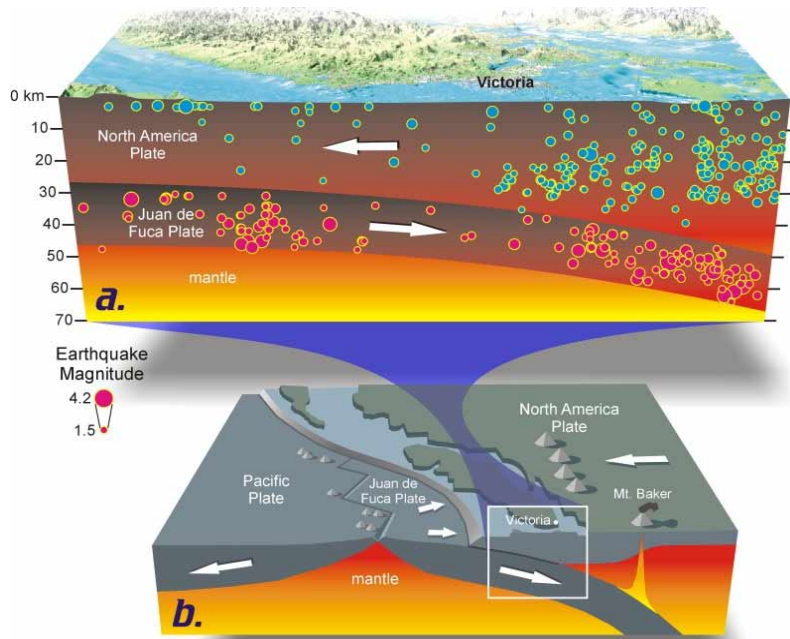 Victoria
0 km
10
20
30
40
50
60
70
North America
Plate
Juan de
Fuca Plate
mantle
a.
Earthquake
Magnitude
4.2
1.5
North America
Plate
Pacific
Plate
Juan de
Fuca Plate
Mt. Baker
Victoria
mantle
b.